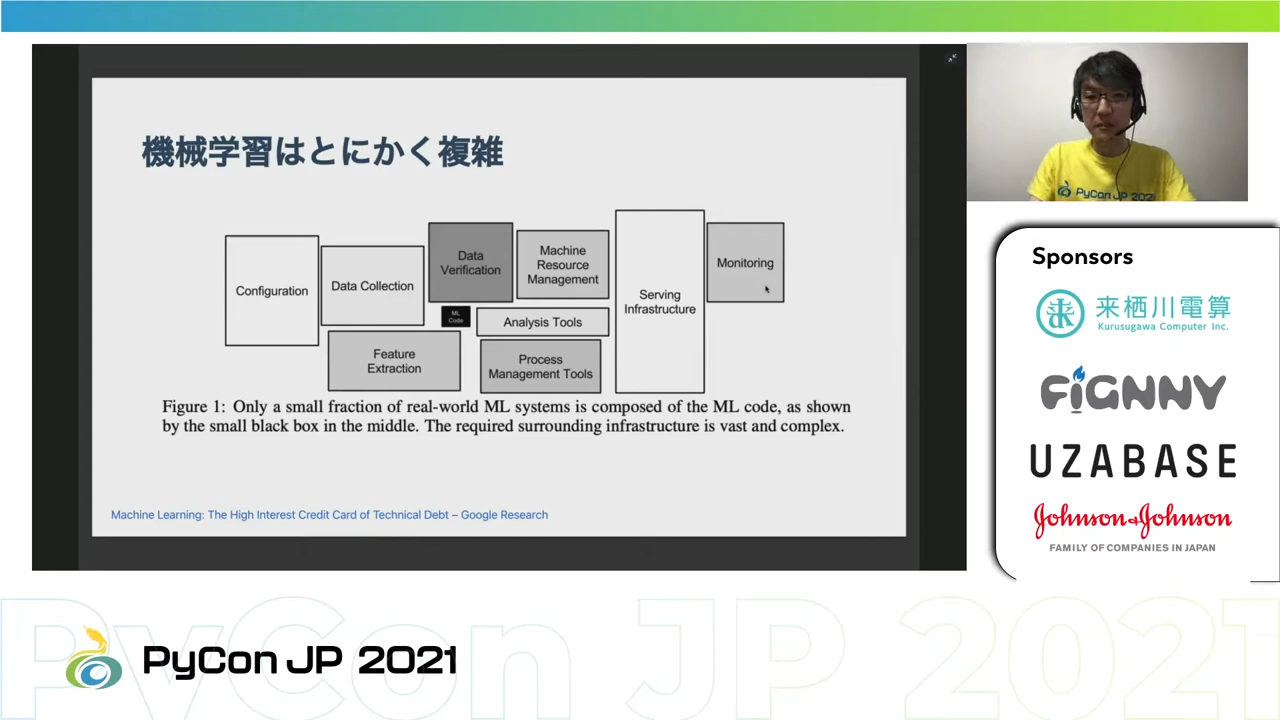 機械学習はとにかく複雑
Configuration
Data Collection
Data
Verification
Machine
Resource
Management
Monitoring
ML
Code
Analysis Tools
Serving
Infrastructure
Feature
Extraction
Process
Management Tools
Figure 1: Only a small fraction of real-world ML systems is composed of the ML code, as shown
by the small black box in the middle. The required surrounding infrastructure is vast and complex.
Machine Learning: The High Interest Credit Card of Technical Debt – Google Research
PyCon JP 2021
Sponsors
来栖川電算
Kurusugawa Computer Inc.
FiGNNY
UZABASE
Johnson&Johnson
FAMILY OF COMPANIES IN JAPAN
PyCon JP 2021
PyCon JP 2021